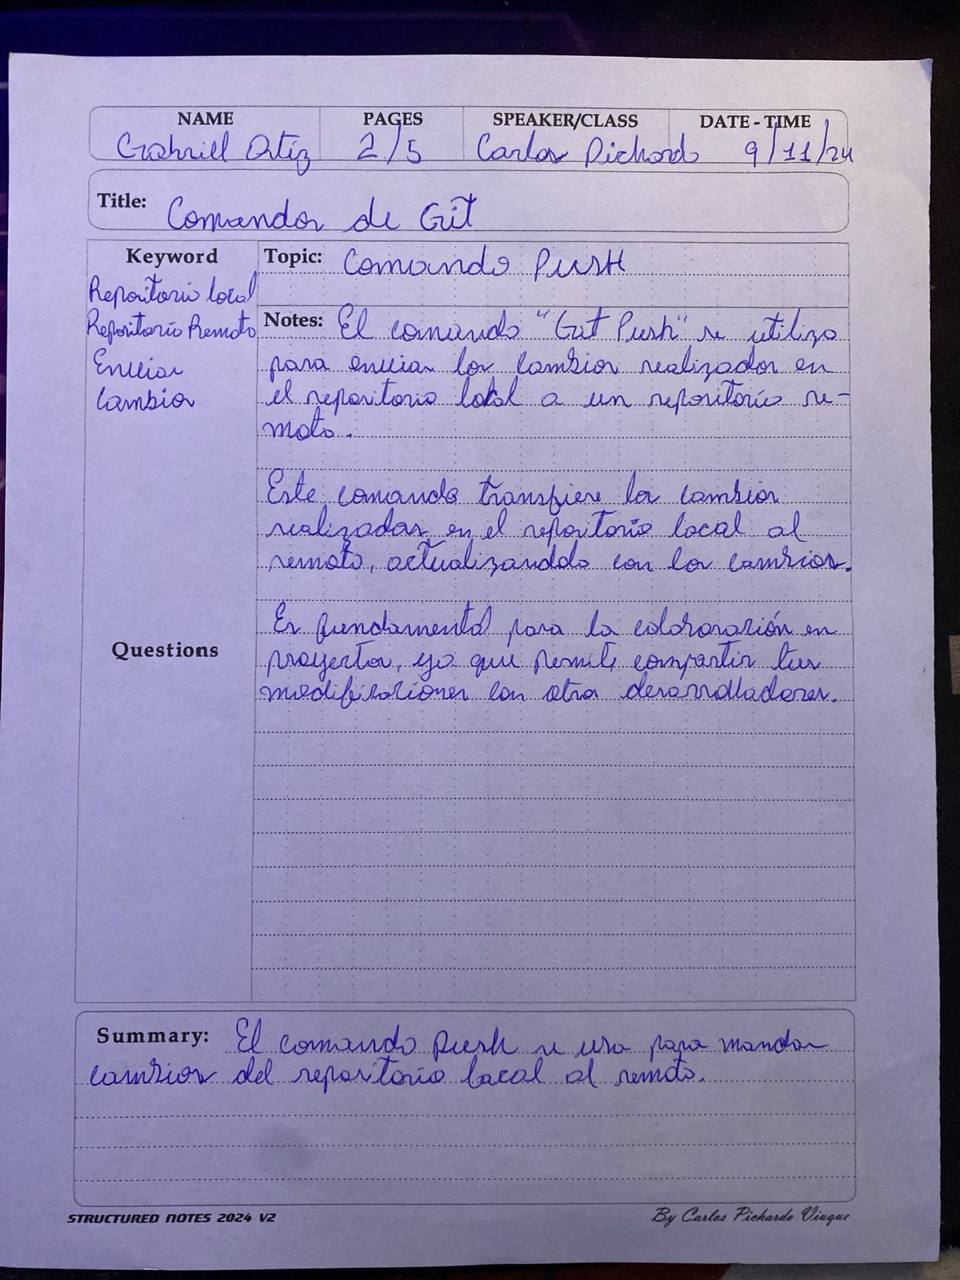 NAME PAGES SPEAKER/CLASS DATE - TIME
Gabriell Ortiz 2/5 Carlos Pichardo 9/11/24
Title: Comandos de Git
Keyword
Repositorio local
Repositorio Remoto
Enviar
Cambios
Topic: Comando Push
Notes: El comando "Git Push" se utiliza
para enviar los cambios realizados en
el repositorio local a un repositorio re-
moto.
Este comando transfiere los cambios
realizados en el repositorio local al
remoto, actualizanddo con los cambios.
Questions
Es fundamental para la colaboración en
proyectos, ya que permite compartir tus
modificaciones con otros desarrolladores.
Summary: El comando push se usa para mandar
cambios del repositorio local al remoto.
STRUCTURED NOTES 2024 V2
By Carlos Pichardo Viuque